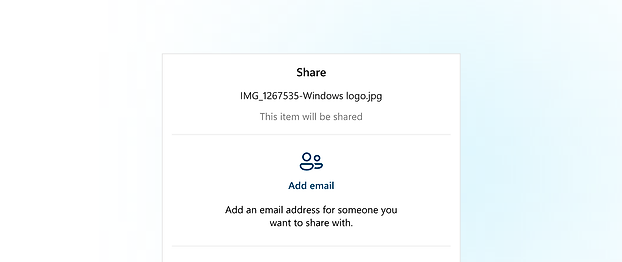 Share
IMG_1267535-Windows logo.jpg
This item will be shared
Add email
Add an email address for someone you
want to share with.